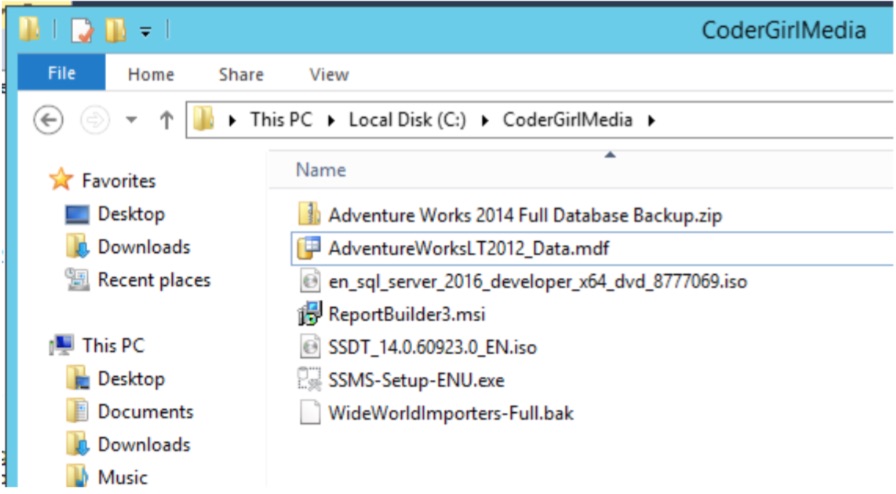 CoderGirlMedia
File Home Share View
This PC Local Disk (C:) CoderGirlMedia
Name
Favorites
Desktop
Downloads
Recent places
This PC
Desktop
Documents
Downloads
Music
Adventure Works 2014 Full Database Backup.zip
AdventureWorksLT2012_Data.mdf
en_sql_server_2016_developer_x64_dvd_8777069.iso
ReportBuilder3.msi
SSDT_14.0.60923.0_EN.iso
SSMS-Setup-ENU.exe
WideWorldImporters-Full.bak